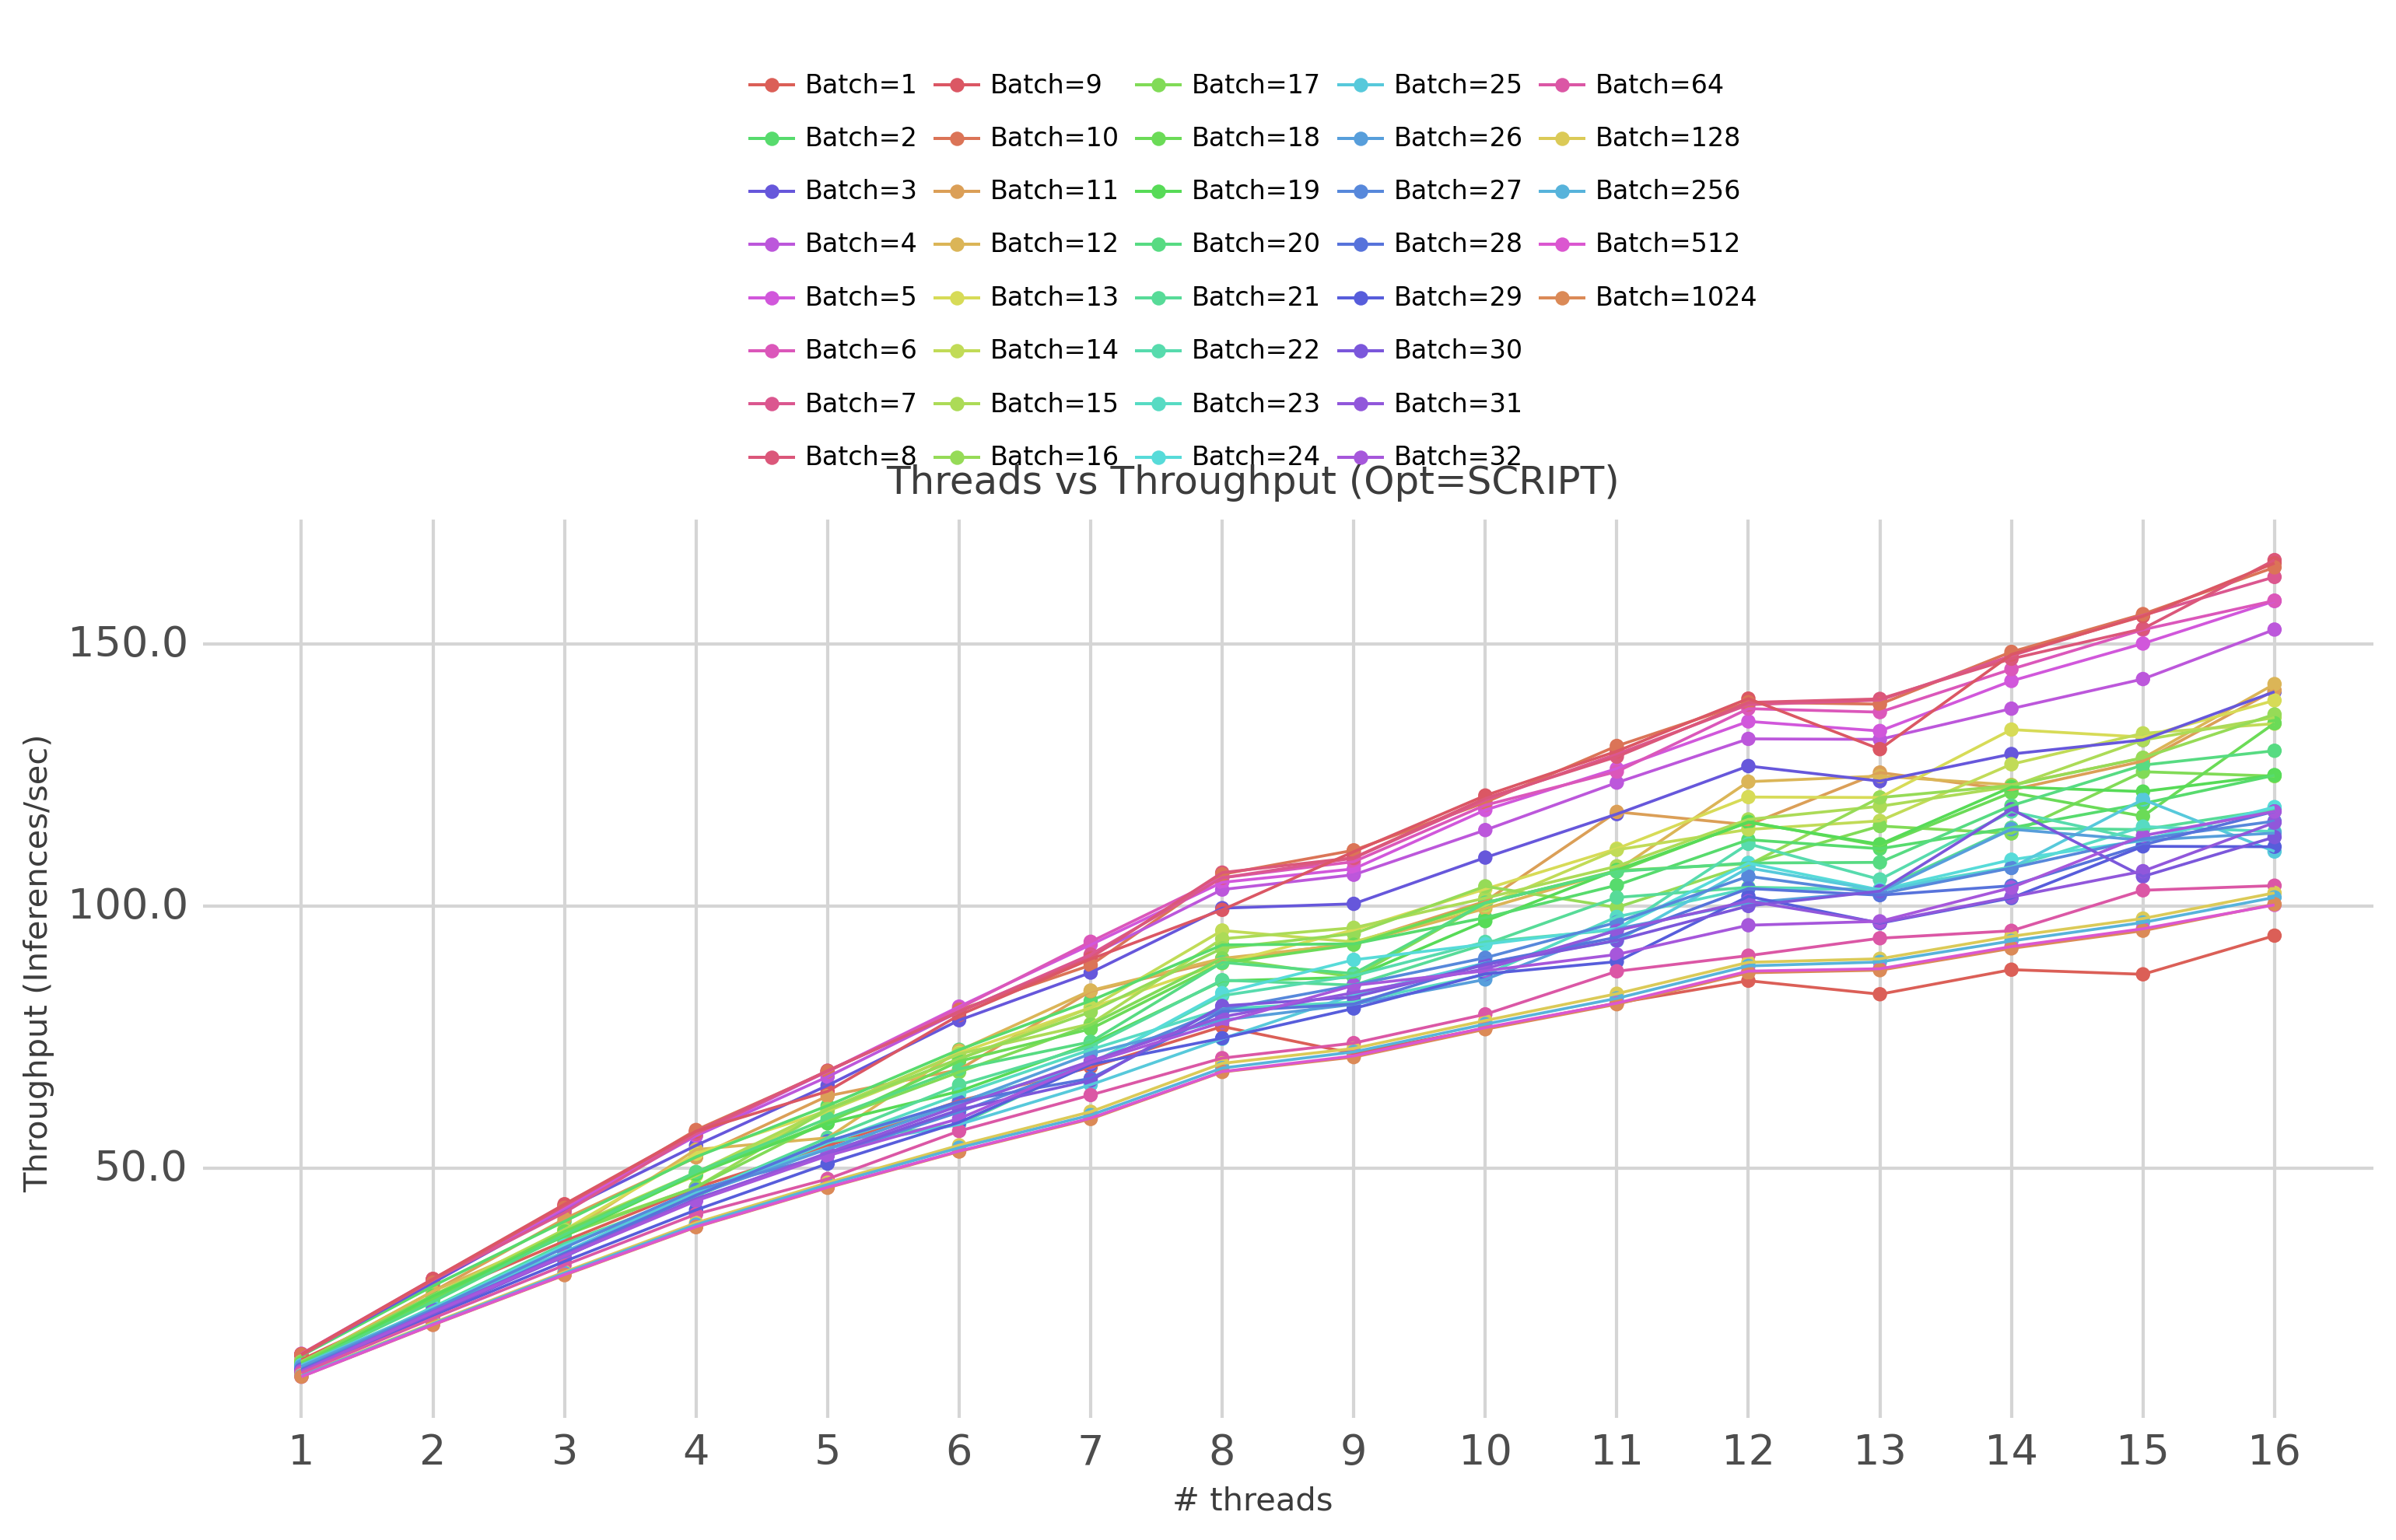 Batch=1 Batch=9 Batch=17 Batch=25 Batch=64
Batch=2 Batch=10 Batch=18 Batch=26 Batch=128
Batch=3 Batch=11 Batch=19 Batch=27 Batch=256
Batch=4 Batch=12 Batch=20 Batch=28 Batch=512
Batch=5 Batch=13 Batch=21 Batch=29 Batch=1024
Batch=6 Batch=14 Batch=22 Batch=30
Batch=7 Batch=15 Batch=23 Batch=31
Batch=8 Batch=16 Batch=24 Batch=32
Threads vs Throughput (Opt=SCRIPT)
Throughput (Inferences/sec)
150.0
100.0
50.0
1 2 3 4 5 6 7 8 9 10 11 12 13 14 15 16
# threads